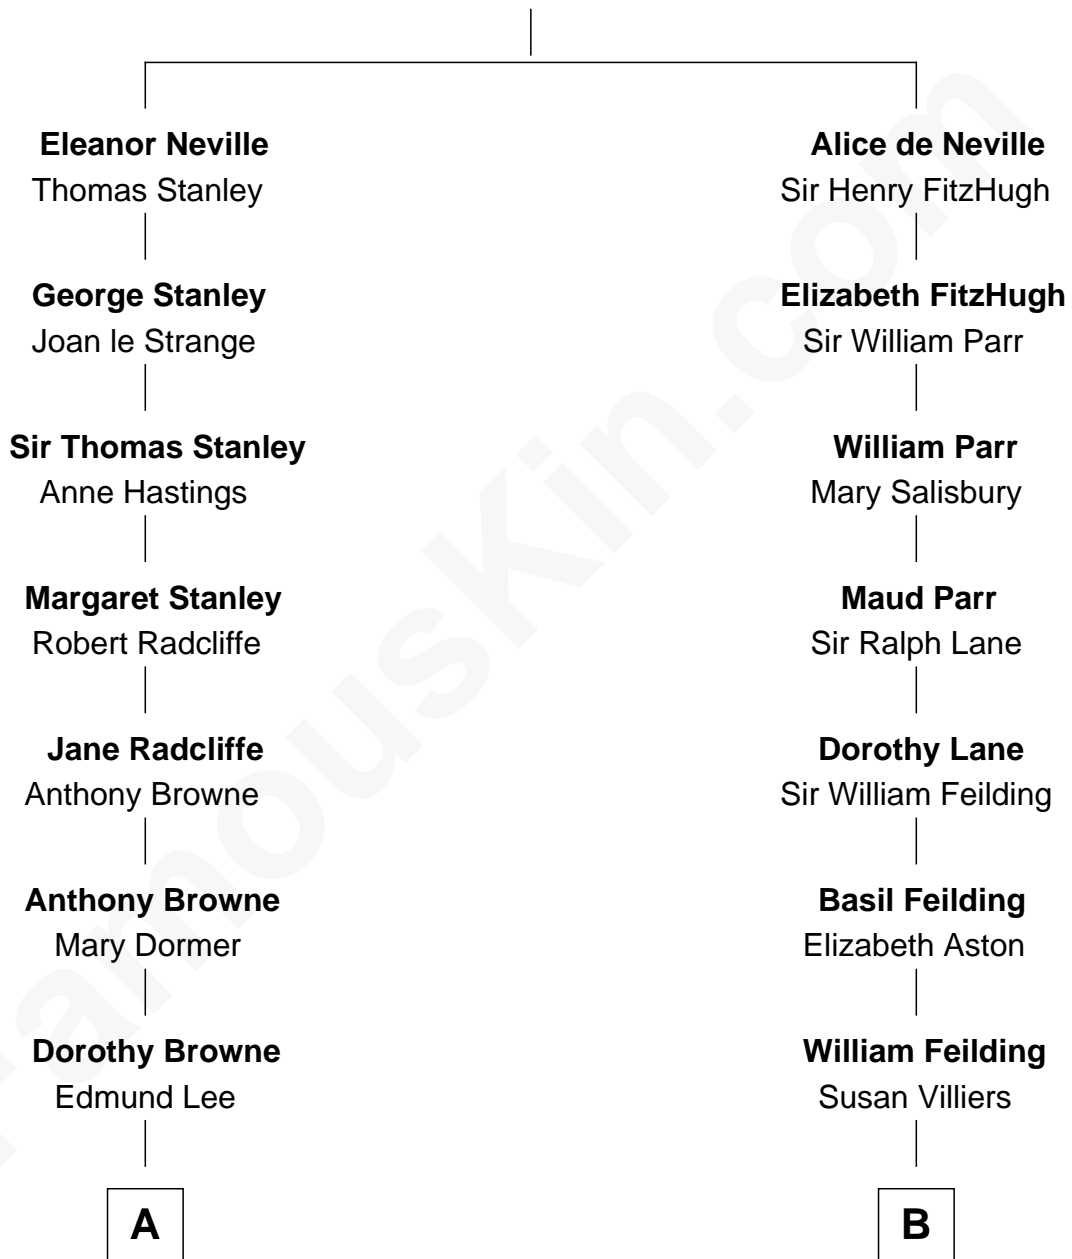 Eleanor Neville
Thomas Stanley
George Stanley
Joan le Strange
Sir Thomas Stanley
Anne Hastings
Margaret Stanley
Robert Radcliffe
Jane Radcliffe
Anthony Browne
Anthony Browne
Mary Dormer
Dorothy Browne
Edmund Lee
A
Alice de Neville
Sir Henry FitzHugh
Elizabeth FitzHugh
Sir William Parr
William Parr
Mary Salisbury
Maud Parr
Sir Ralph Lane
Dorothy Lane
Sir William Feilding
Basil Feilding
Elizabeth Aston
William Feilding
Susan Villiers
B
FamousKin.com